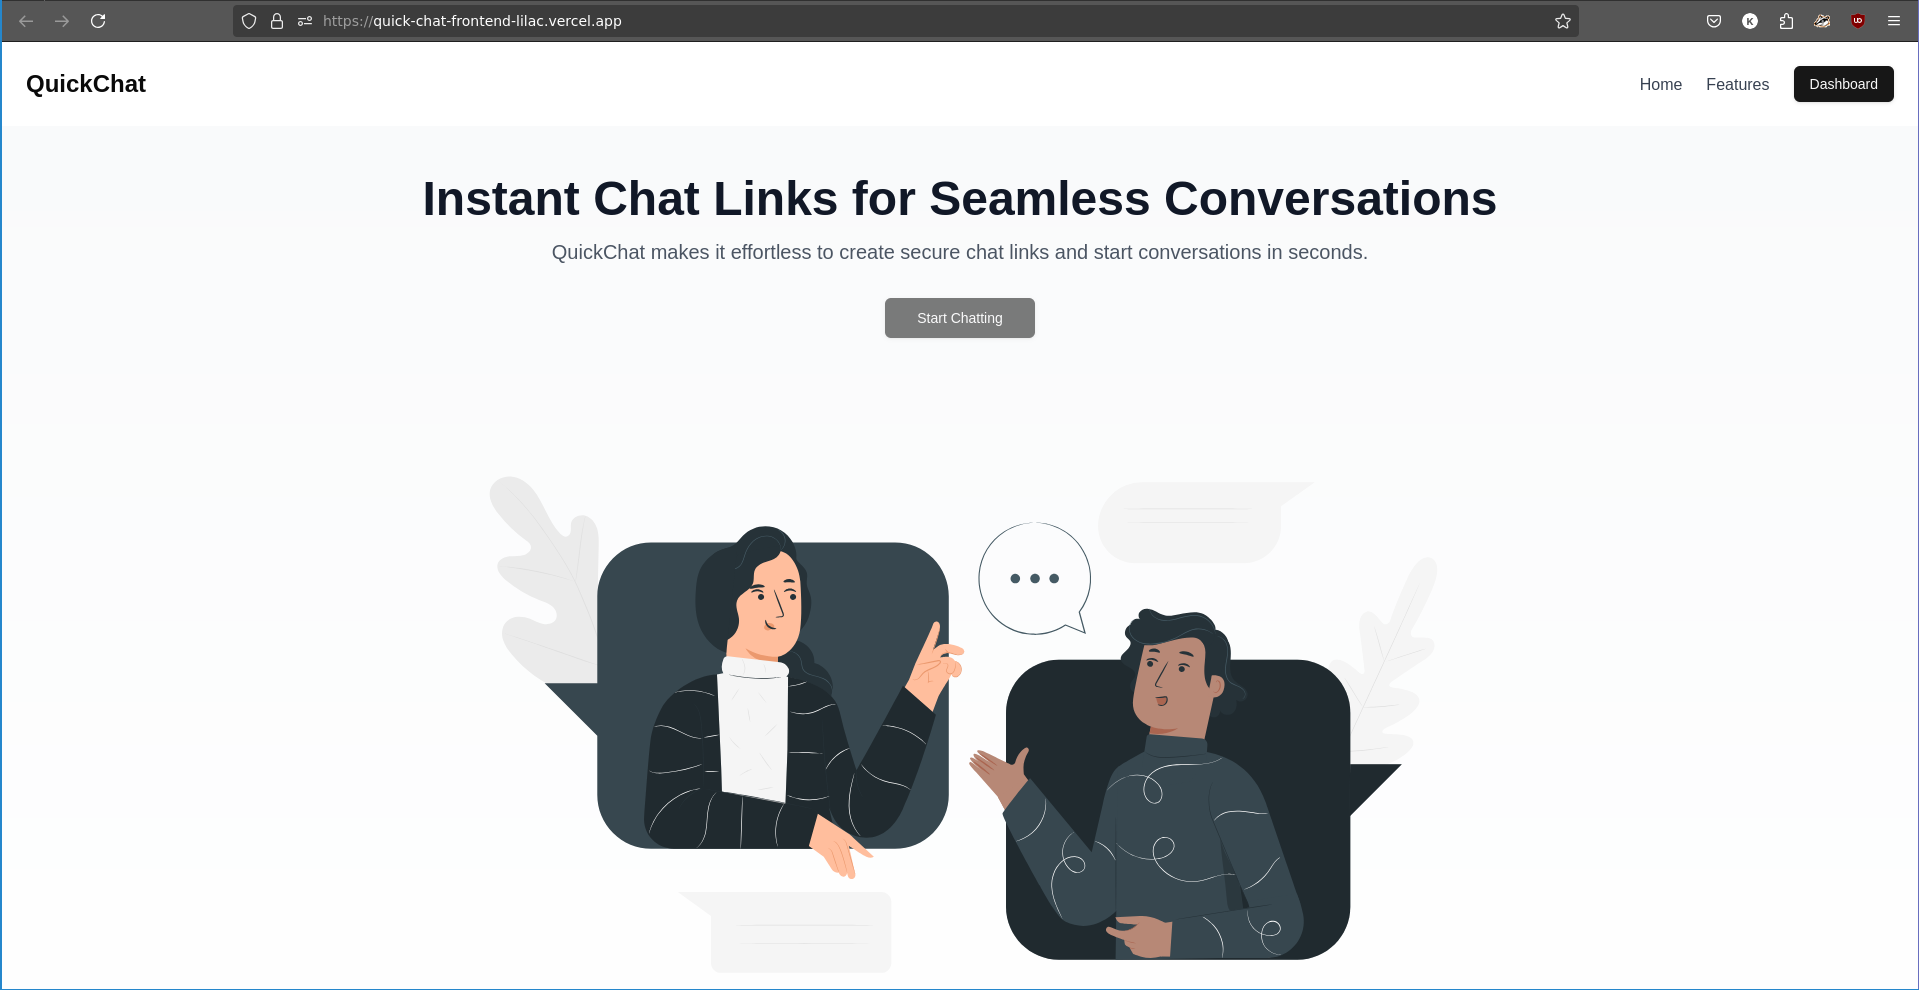 https://quick-chat-frontend-lilac.vercel.app
K
UD
QuickChat
Home Features Dashboard
Instant Chat Links for Seamless Conversations
QuickChat makes it effortless to create secure chat links and start conversations in seconds.
Start Chatting